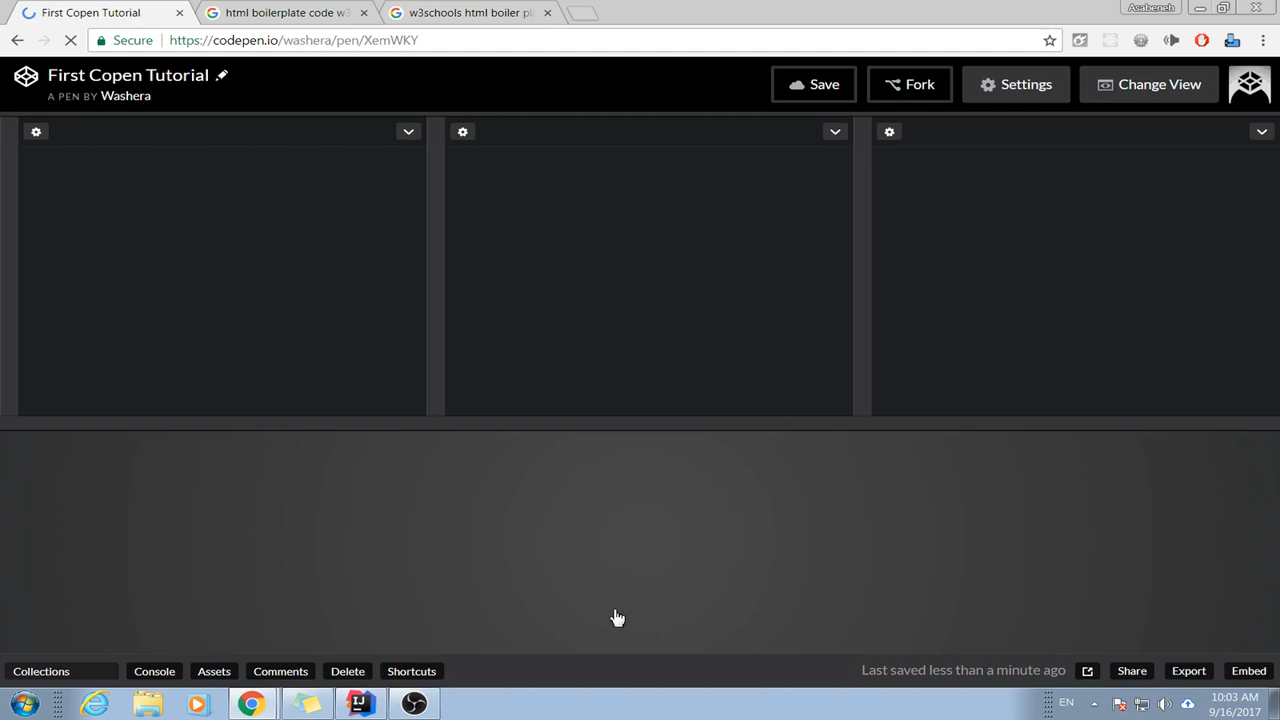 First Copen Tutorial
html boilerplate code w3
w3schools html boiler pl
Asabeneh
Secure
https://codepen.io/washera/pen/XemWKY
First Copen Tutorial
A PEN BY Washera
Save
Fork
Settings
Change View
Collections
Console
Assets
Comments
Delete
Shortcuts
Last saved less than a minute ago
Share
Export
Embed
EN
10:03 AM
9/16/2017